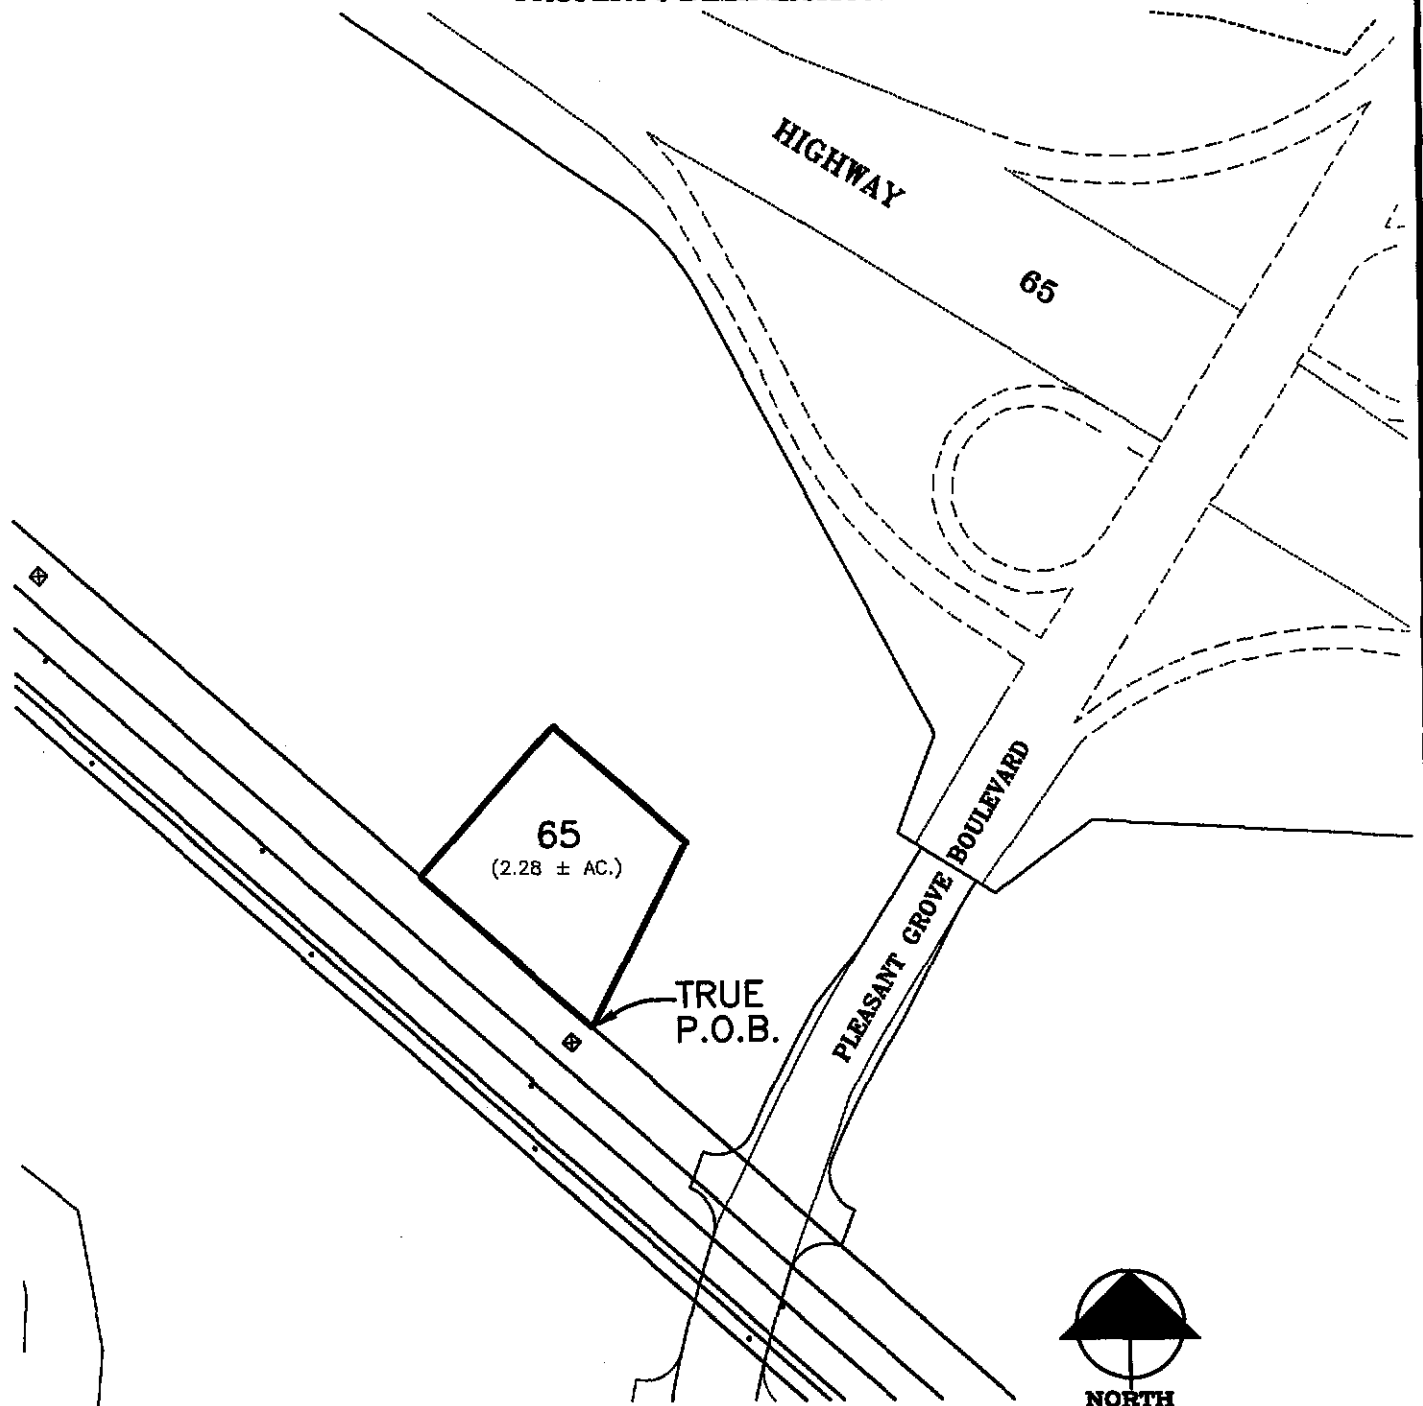 HIGHWAY
65
65
(2.28 ± AC.)
TRUE
P.O.B.
PLEASANT GROVE BOULEVARD
NORTH